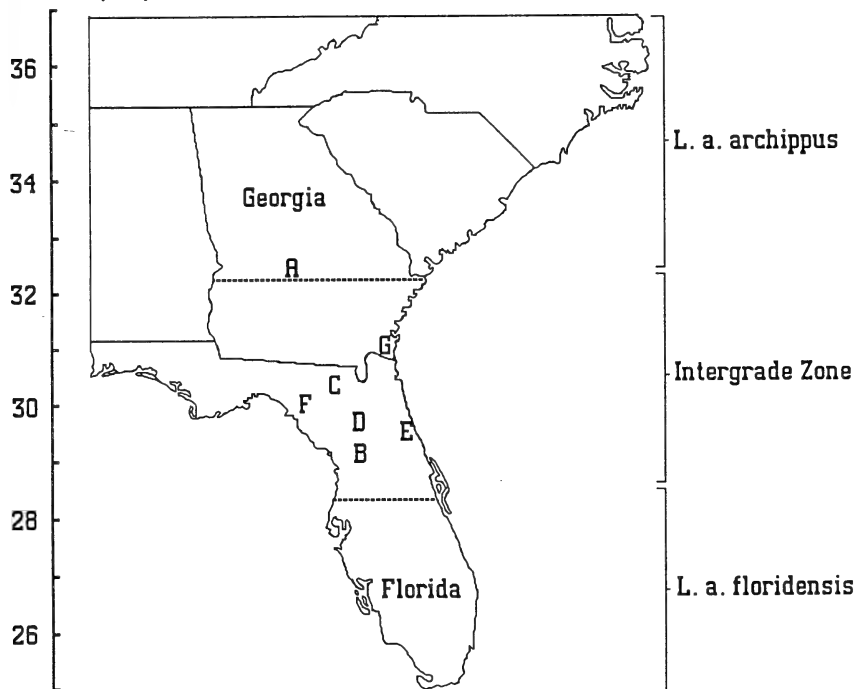 36
L. a. archippus
34
Georgia
A
32
G
Intergrade Zone
C
30
F
D
E
B
28
Florida
L. a. floridensis
26